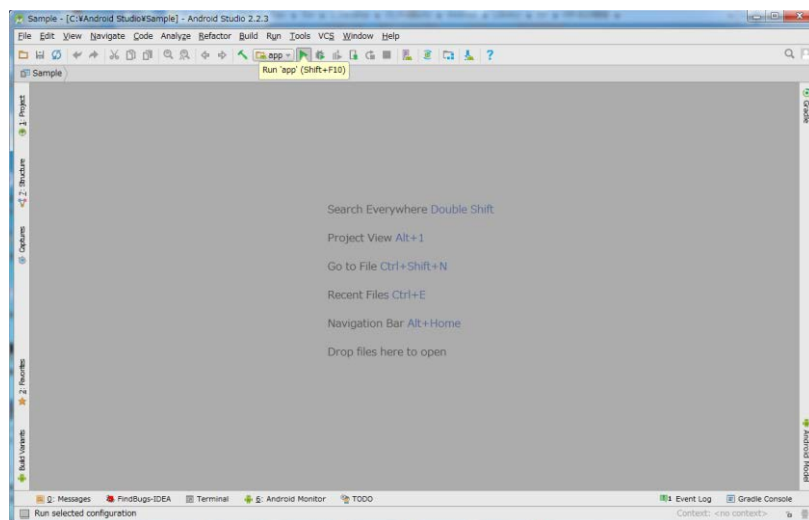 Sample - [C:¥Android Studio¥Sample] - Android Studio 2.2.3
File Edit View Navigate Code Analyze Refactor Build Run Tools VCS Window Help
app
Run 'app' (Shift+F10)
Sample
1: Project
Gradle
Z: Structure
Captures
Search Everywhere Double Shift
Project View Alt+1
Go to File Ctrl+Shift+N
Recent Files Ctrl+E
Navigation Bar Alt+Home
Drop files here to open
2: Favorites
Build Variants
Android Model
0: Messages FindBugs-IDEA Terminal 6: Android Monitor TODO 1 Event Log Gradle Console
Run selected configuration Context: <no context>